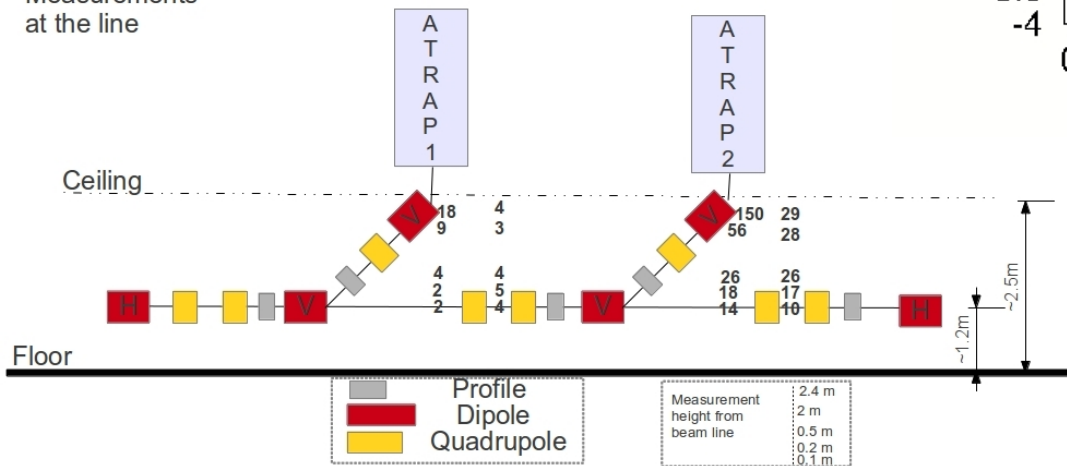 at the line
-4
A
T
R
A
P
1
A
T
R
A
P
2
Ceiling
V
18
9
4
3
V
150
56
29
28
4
2
2
4
5
4
26
18
14
26
17
10
H
V
V
H
~2.5m
~1.2m
Floor
Profile
Dipole
Quadrupole
Measurement
height from
beam line
2.4 m
2 m
0.5 m
0.2 m
0.1 m